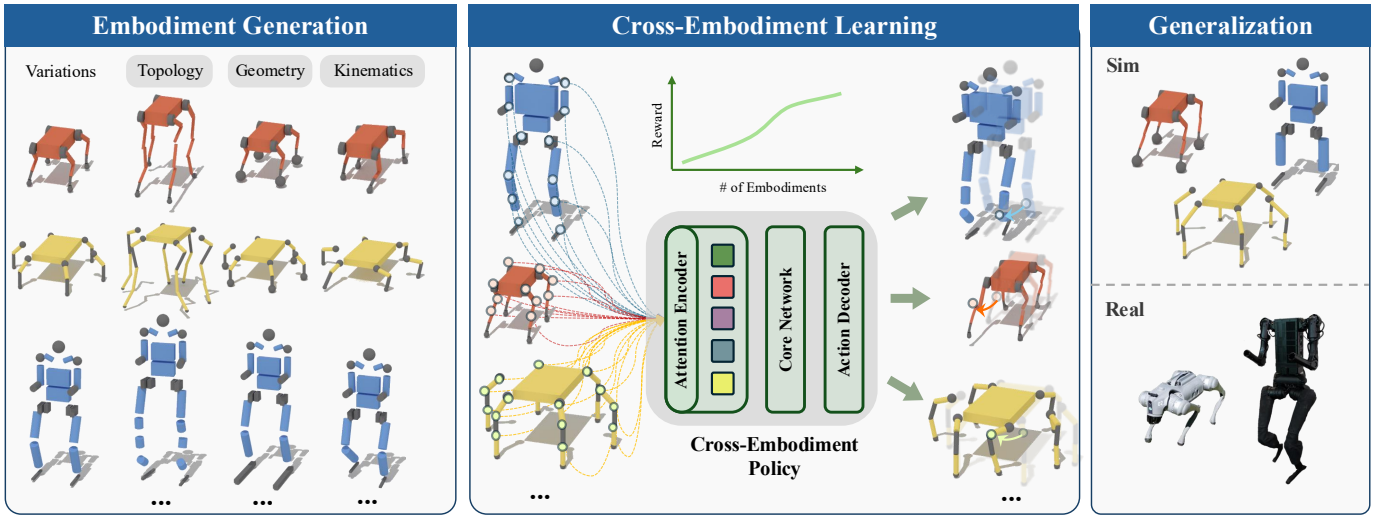 Embodiment Generation
Variations
Topology
Geometry
Kinematics
...
...
...
Cross-Embodiment Learning
Reward
# of Embodiments
Attention Encoder
Core Network
Action Decoder
Cross-Embodiment
Policy
...
...
Generalization
Sim
Real